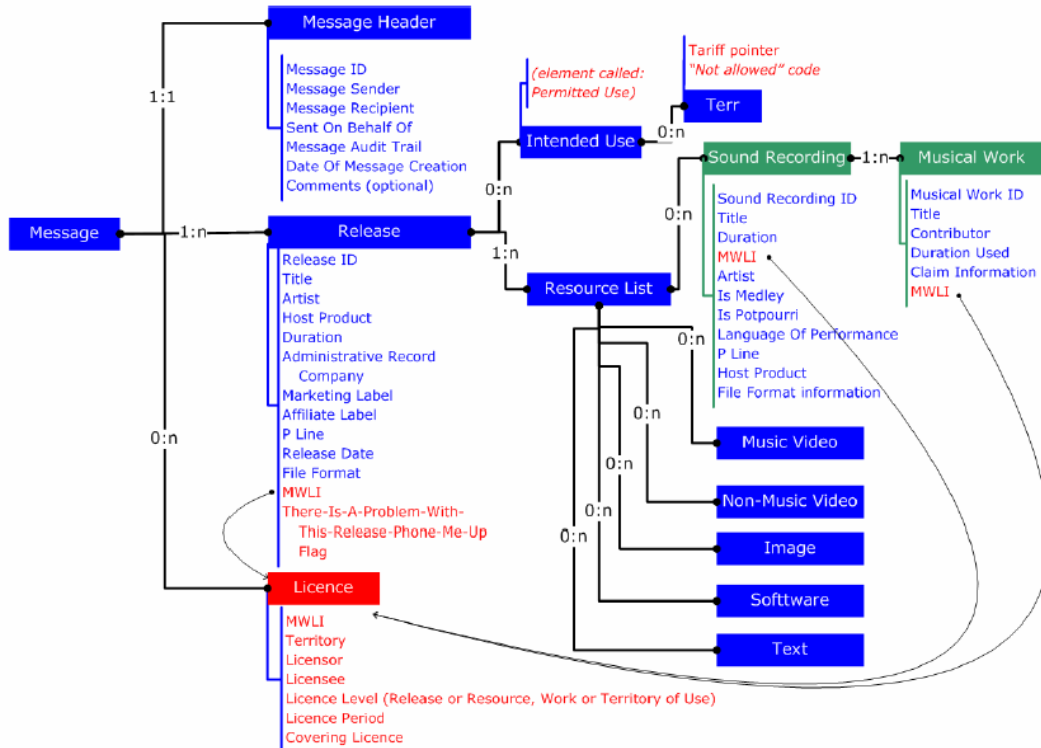 Message Header
Message ID
Message Sender
Message Recipient
Sent On Behalf Of
Message Audit Trail
Date Of Message Creation
Comments (optional)
1:1
Message
1:n
Release
Release ID
Title
Artist
Host Product
Duration
Administrative Record
Company
Marketing Label
Affiliate Label
P Line
Release Date
File Format
MWLI
There-Is-A-Problem-With-
This-Release-Phone-Me-Up
Flag
0:n
Licence
MWLI
Territory
Licensor
Licensee
Licence Level (Release or Resource, Work or Territory of Use)
Licence Period
Covering Licence
0:n
(element called:
Permitted Use)
Intended Use
0:n
Tariff pointer
"Not allowed" code
Terr
1:n
Resource List
0:n
Sound Recording
Sound Recording ID
Title
Duration
MWLI
Artist
Is Medley
Is Potpourri
Language Of Performance
P Line
Host Product
File Format information
1:n
Musical Work
Musical Work ID
Title
Contributor
Duration Used
Claim Information
MWLI
0:n
Music Video
0:n
Non-Music Video
0:n
Image
0:n
Softtware
0:n
Text